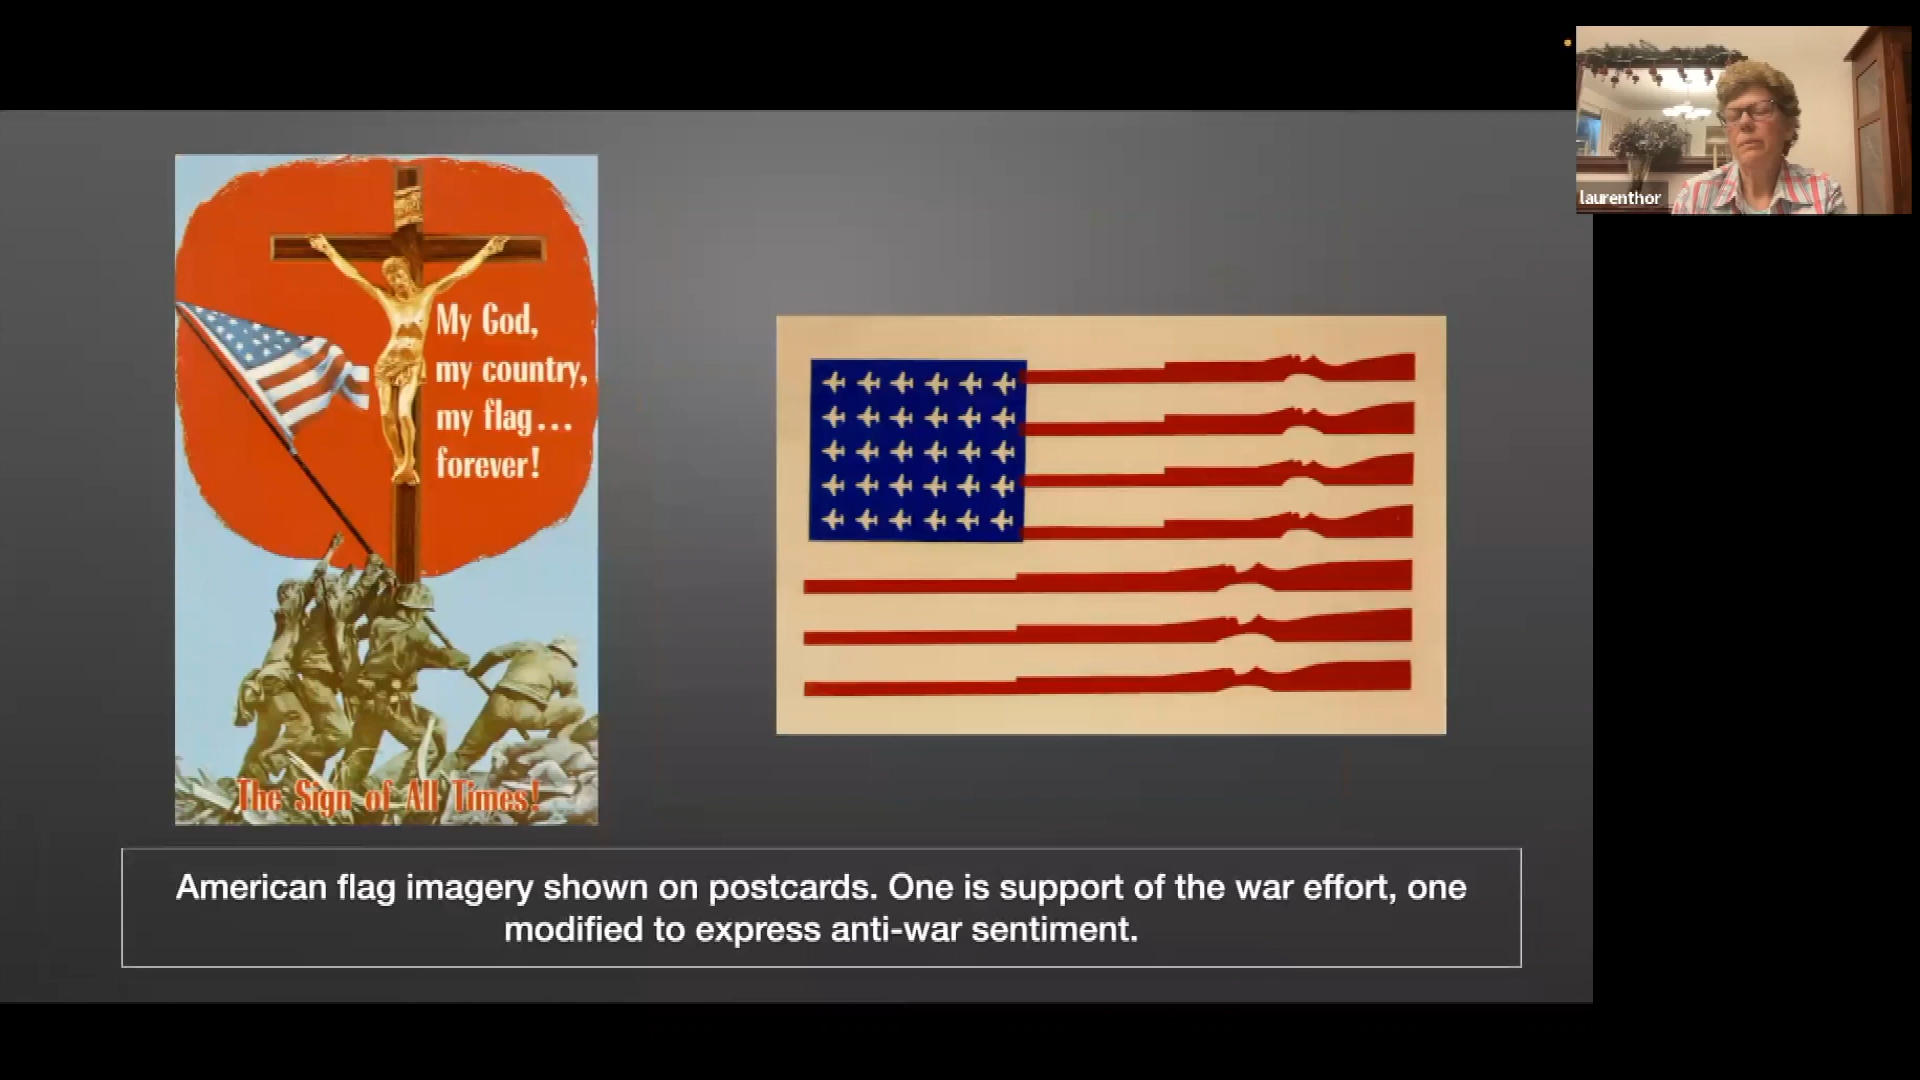 laurenthor
My God,
my country,
my flag...
forever!
The Sign of All Times!
American flag imagery shown on postcards. One is support of the war effort, one
modified to express anti-war sentiment.